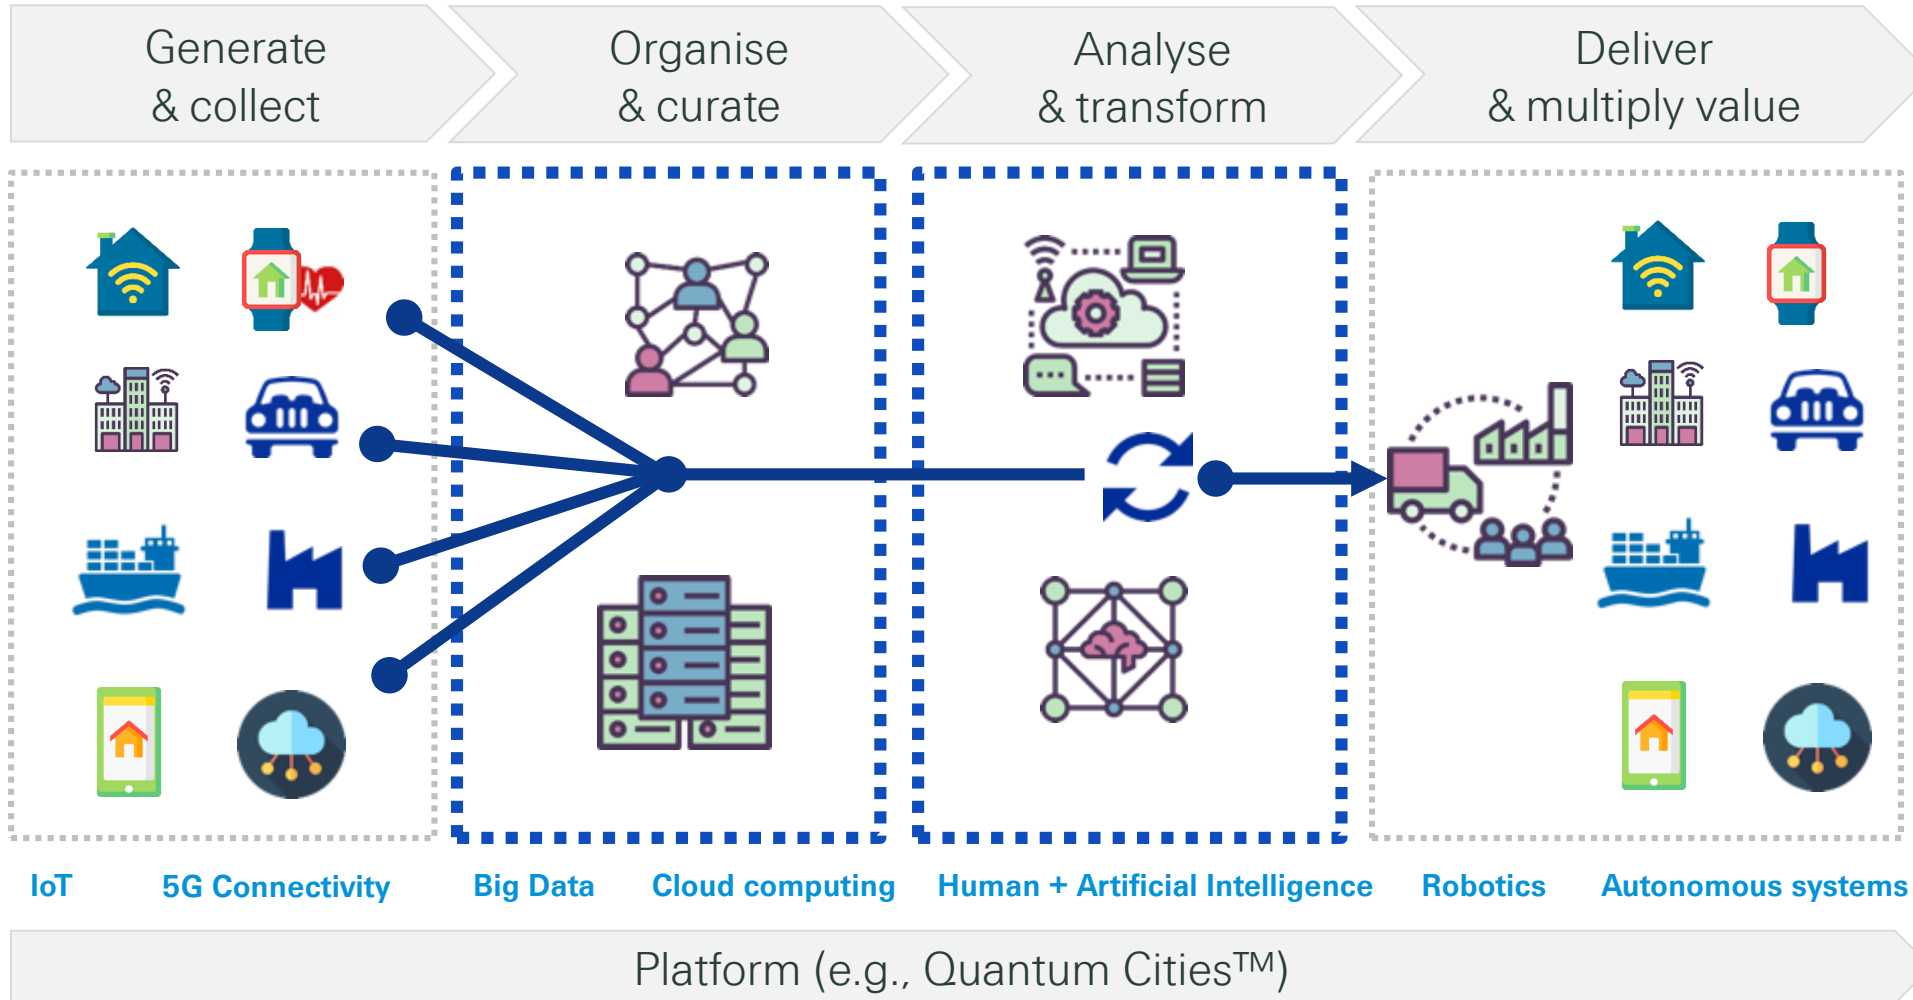 Generate
& collect
Organise
& curate
Analyse
& transform
Deliver
& multiply value
IoT
5G Connectivity
Big Data
Cloud computing
Human + Artificial Intelligence
Robotics
Autonomous systems
Platform (e.g., Quantum Cities™)